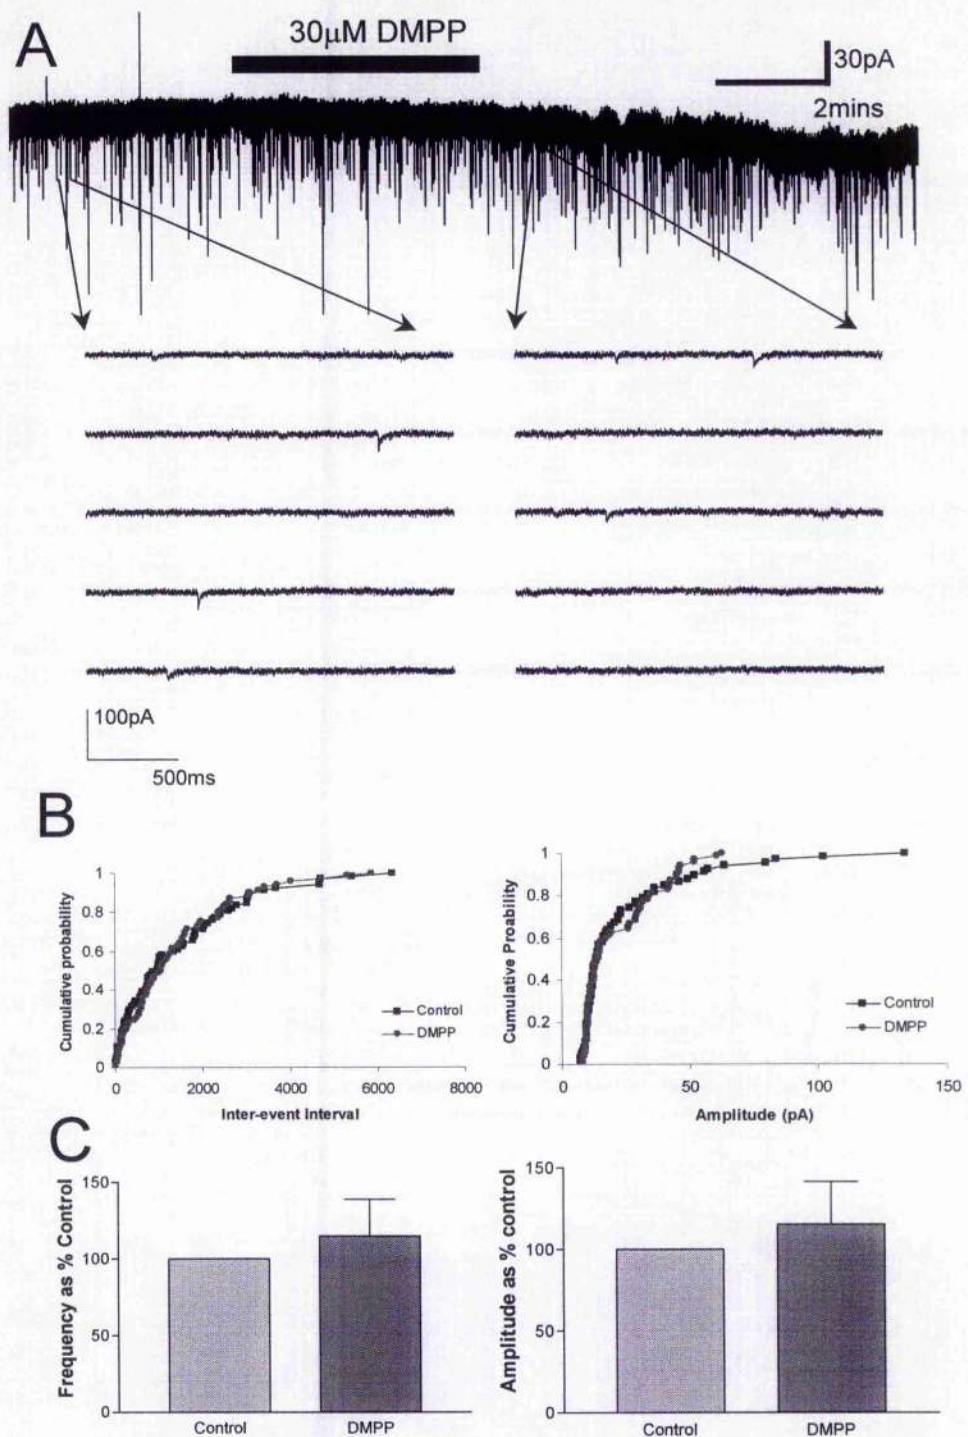 A
30µM DMPP
30pA
2mins
100pA
500ms
B
Cumulative probability
1
0.8
0.6
0.4
0.2
0
0 2000 4000 6000 8000
Inter-event Interval
Control
DMPP
Cumulative Proability
1
0.8
0.6
0.4
0.2
0
0 50 100 150
Amplitude (pA)
Control
DMPP
C
Frequency as % Control
150
100
50
0
Control DMPP
Amplitude as % control
150
100
50
0
Control DMPP